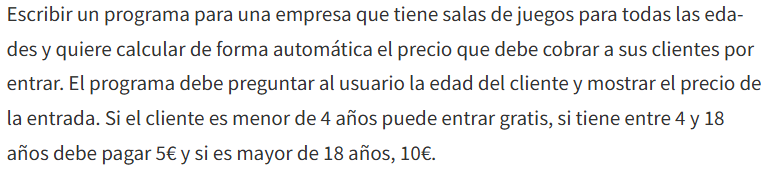 Escribir un programa para una empresa que tiene salas de juegos para todas las eda-
des y quiere calcular de forma automática el precio que debe cobrar a sus clientes por
entrar. El programa debe preguntar al usuario la edad del cliente y mostrar el precio de
la entrada. Si el cliente es menor de 4 años puede entrar gratis, si tiene entre 4 y 18
años debe pagar 5€ y si es mayor de 18 años, 10€.